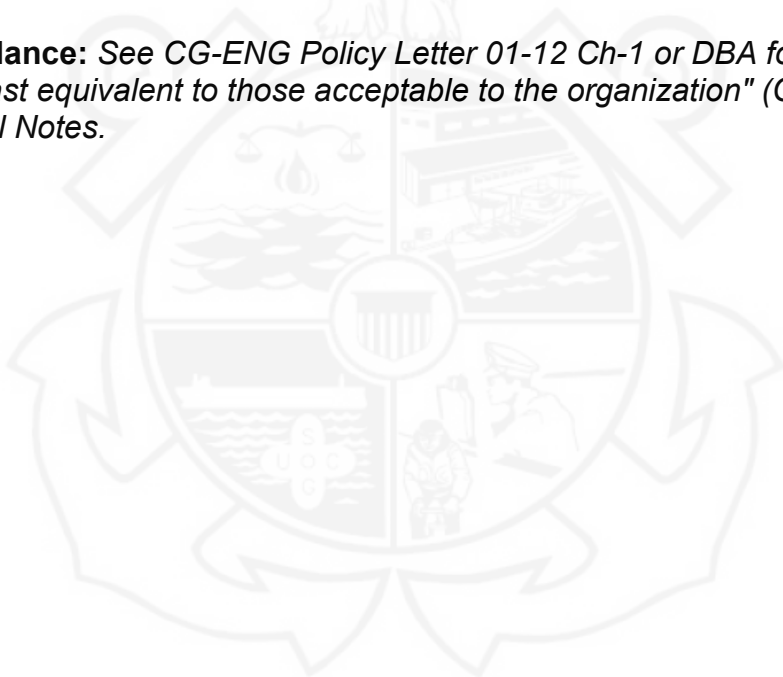 lance: See CG-ENG Policy Letter 01-12 Ch-1 or DBA fo
st equivalent to those acceptable to the organization" (
l Notes.
S
U O C
G